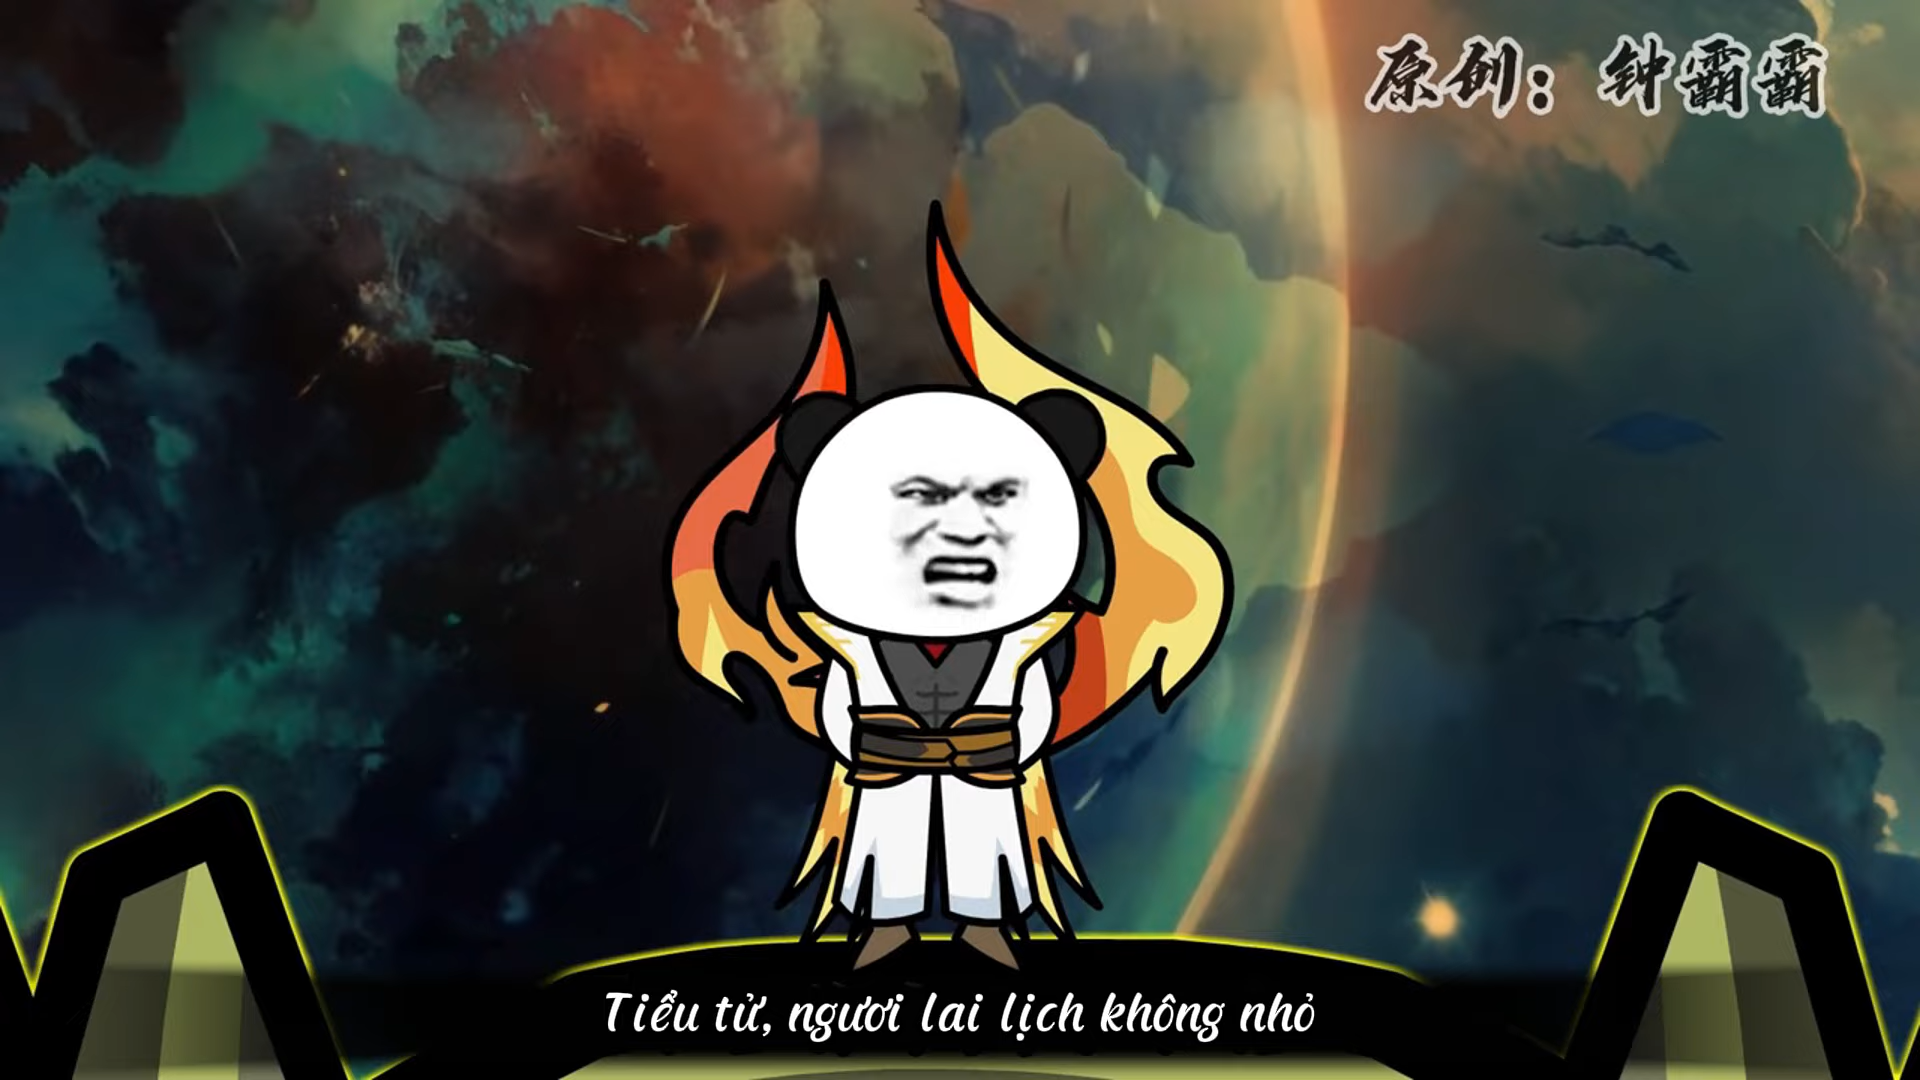 原创：钟霸霸
Tiểu tử, ngươi lai lịch không nhỏ